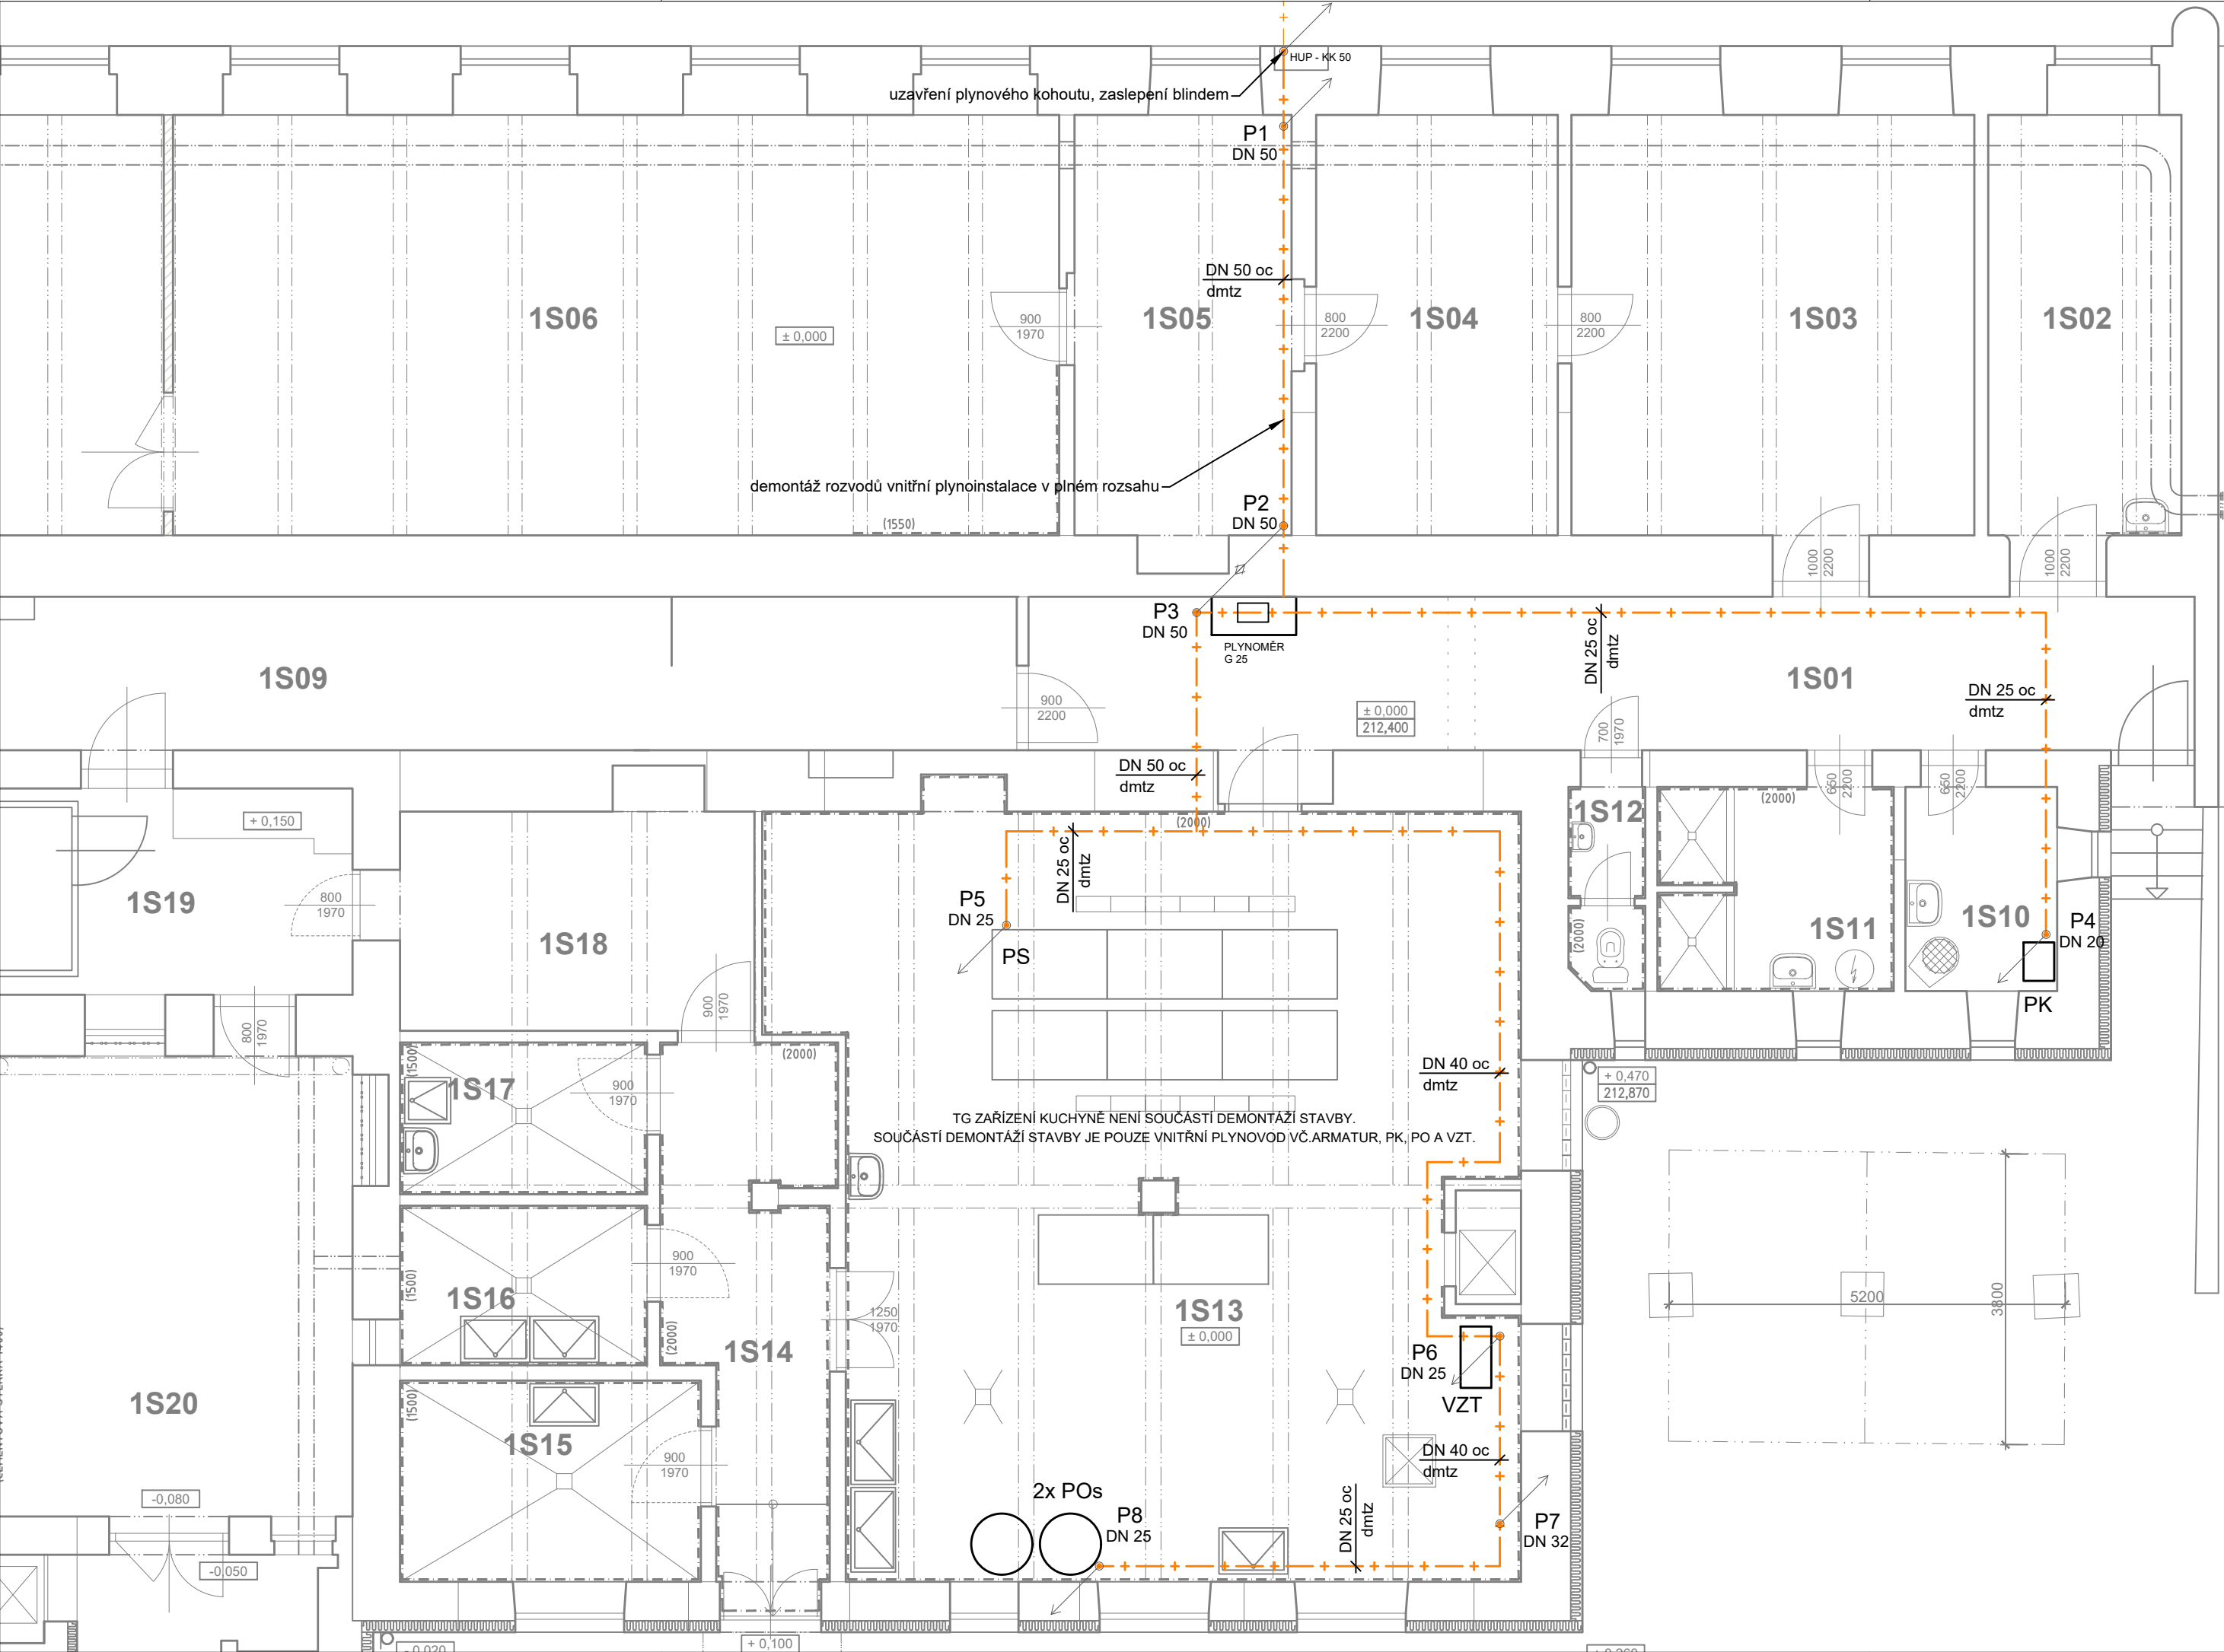 HUP - KK 50
uzavření plynového kohoutu, zaslepení blindem
P1
DN 50
DN 50 oc
dmtz
1S06
± 0,000
900
1970
1S05
800
2200
1S04
800
2200
1S03
1S02
demontáž rozvodů vnitřní plynoinstalace v plném rozsahu
P2
DN 50
(1550)
1000
2200
1000
2200
P3
DN 50
PLYNOMĚR
G 25
DN 25 oc
dmtz
1S09
900
2200
± 0,000
212,400
1S01
DN 25 oc
dmtz
700
1970
DN 50 oc
dmtz
650
2200
650
2200
(2000)
+ 0,150
(2000)
1S12
1S19
800
1970
DN 25 oc
dmtz
P5
DN 25
PS
1S18
(2000)
1S11
1S10
P4
DN 20
PK
900
1970
800
1970
(2000)
(1500)
1S17
900
1970
DN 40 oc
dmtz
+ 0,470
212,870
TG ZAŘÍZENÍ KUCHYNĚ NENÍ SOUČÁSTÍ DEMONTÁŽÍ STAVBY.
SOUČÁSTÍ DEMONTÁŽÍ STAVBY JE POUZE VNITŘNÍ PLYNOVOD VČ.ARMATUR, PK, PO A VZT.
900
1970
(1500)
1S16
1250
1970
1S13
± 0,000
5200
3800
(2000)
1S14
P6
DN 25
VZT
1S20
(1500)
1S15
900
1970
DN 40 oc
dmtz
-0,080
2x POs
P8
DN 25
DN 25 oc
dmtz
P7
DN 32
-0,050
- 0,020
+ 0,100